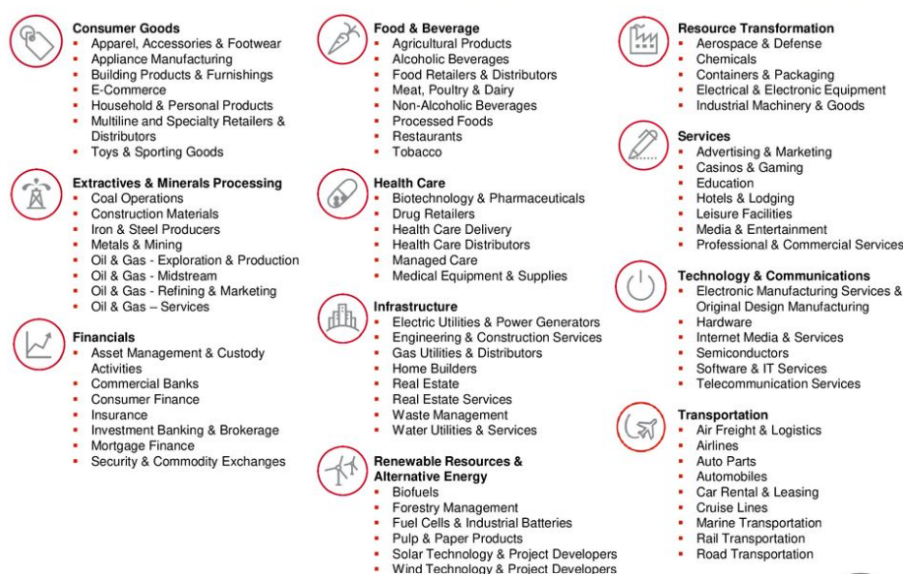 Consumer Goods
Apparel, Accessories & Footwear
Appliance Manufacturing
Building Products & Furnishings
E-Commerce
Household & Personal Products
Multiline and Specialty Retailers &
Distributors
Toys & Sporting Goods
Extractives & Minerals Processing
Coal Operations
Construction Materials
Iron & Steel Producers
Metals & Mining
Oil & Gas - Exploration & Production
Oil & Gas - Midstream
Oil & Gas - Refining & Marketing
Oil & Gas – Services
Financials
Asset Management & Custody
Activities
Commercial Banks
Consumer Finance
Insurance
Investment Banking & Brokerage
Mortgage Finance
Security & Commodity Exchanges
Food & Beverage
Agricultural Products
Alcoholic Beverages
Food Retailers & Distributors
Meat, Poultry & Dairy
Non-Alcoholic Beverages
Processed Foods
Restaurants
Tobacco
Health Care
Biotechnology & Pharmaceuticals
Drug Retailers
Health Care Delivery
Health Care Distributors
Managed Care
Medical Equipment & Supplies
Infrastructure
Electric Utilities & Power Generators
Engineering & Construction Services
Gas Utilities & Distributors
Home Builders
Real Estate
Real Estate Services
Waste Management
Water Utilities & Services
Renewable Resources &
Alternative Energy
Biofuels
Forestry Management
Fuel Cells & Industrial Batteries
Pulp & Paper Products
Solar Technology & Project Developers
Wind Technology & Project Developers
Resource Transformation
Aerospace & Defense
Chemicals
Containers & Packaging
Electrical & Electronic Equipment
Industrial Machinery & Goods
Services
Advertising & Marketing
Casinos & Gaming
Education
Hotels & Lodging
Leisure Facilities
Media & Entertainment
Professional & Commercial Services
Technology & Communications
Electronic Manufacturing Services &
Original Design Manufacturing
Hardware
Internet Media & Services
Semiconductors
Software & IT Services
Telecommunication Services
Transportation
Air Freight & Logistics
Airlines
Auto Parts
Automobiles
Car Rental & Leasing
Cruise Lines
Marine Transportation
Rail Transportation
Road Transportation